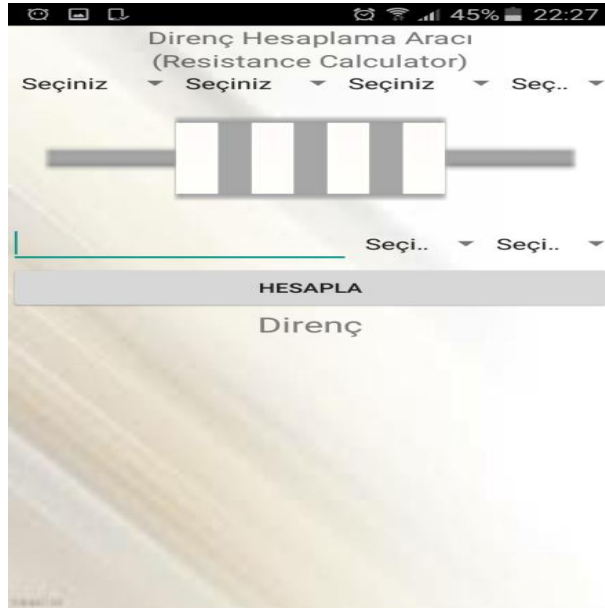 45% 22:27
Direnç Hesaplama Aracı
(Resistance Calculator)
Seçiniz Seçiniz Seçiniz Seç..
Seçi.. Seçi..
HESAPLA
Direnç